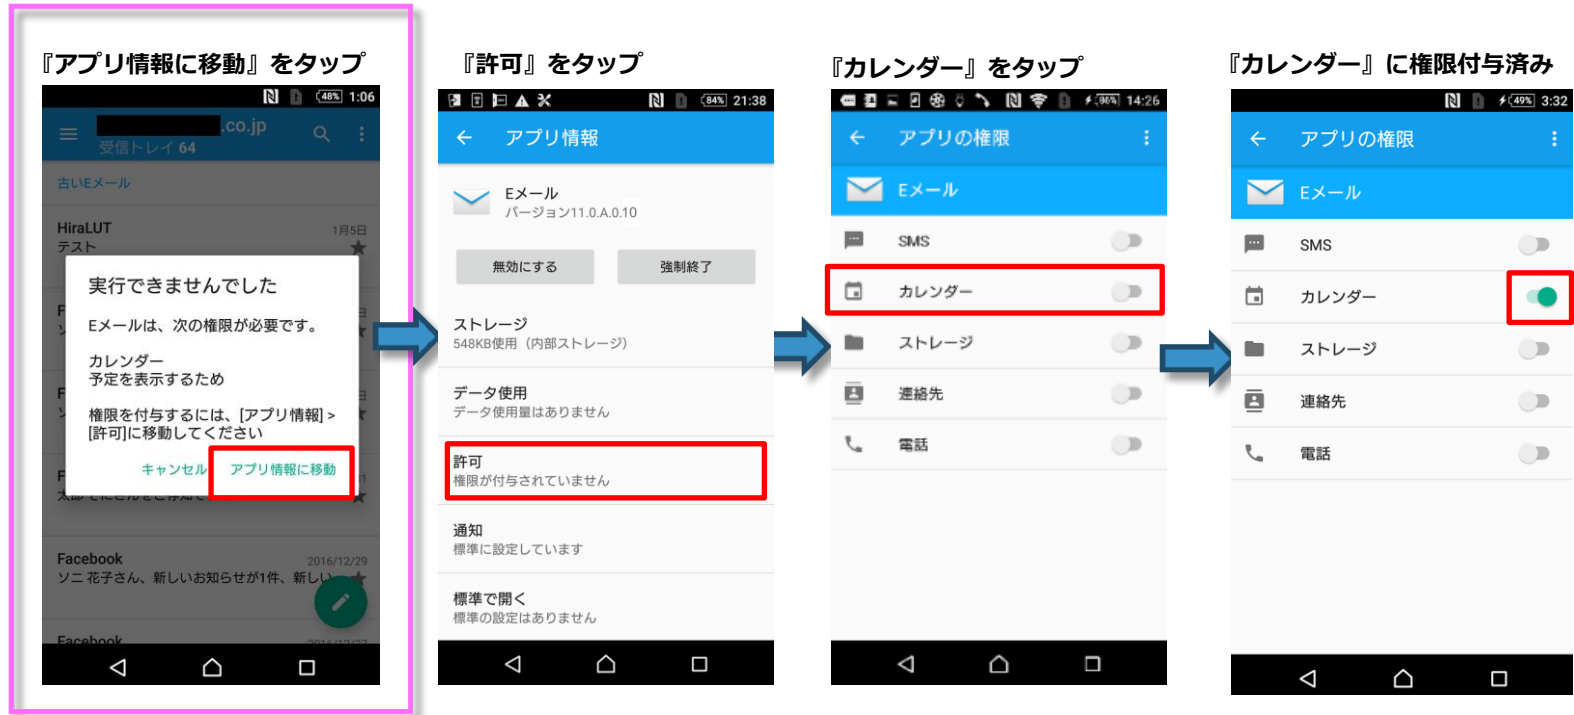 『アプリ情報に移動』をタップ
48% 1:06
.co.jp
受信トレイ 64
古いEメール
HiraLUT 1月5日
テスト
実行できませんでした
Eメールは、次の権限が必要です。
カレンダー
予定を表示するため
権限を付与するには、[アプリ情報] >
[許可]に移動してください
キャンセル アプリ情報に移動
Facebook 2016/12/29
ソニ 花子さん、新しいお知らせが1件、新しい
Facebook 2016/12/27
『許可』をタップ
84% 21:38
アプリ情報
Eメール
バージョン11.0.A.0.10
無効にする 強制終了
ストレージ
548KB使用（内部ストレージ）
データ使用
データ使用量はありません
許可
権限が付与されていません
通知
標準に設定しています
標準で開く
標準の設定はありません
『カレンダー』をタップ
86% 14:26
アプリの権限
Eメール
SMS
カレンダー
ストレージ
連絡先
電話
『カレンダー』に権限付与済み
49% 3:32
アプリの権限
Eメール
SMS
カレンダー
ストレージ
連絡先
電話